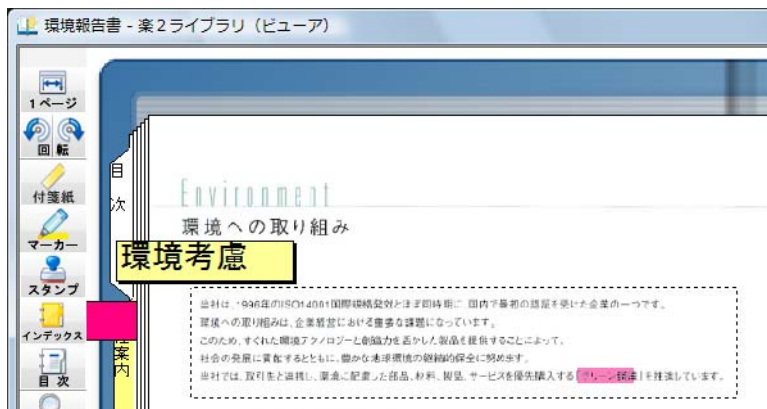 環境報告書 - 楽2ライブラリ（ビューア）
1ページ
回 転
付箋紙
マーカー
スタンプ
インデックス
目 次
目次
案内
Environment
環境への取り組み
環境考慮
当社は、1996年のISO14001国際規格発効とほぼ同時期に 国内で最初の認証を受けた企業の一つです。
環境への取り組みは、企業経営における重要な課題になっています。
このため、すぐれた環境テクノロジーと創造力を活かした製品を提供することによって、
社会の発展に貢献するとともに、豊かな地球環境の継続的保全に努めます。
当社では、取引先と連携し、環境に配慮した部品、材料、製品、サービスを優先購入する「グリーン調達」を推進しています。